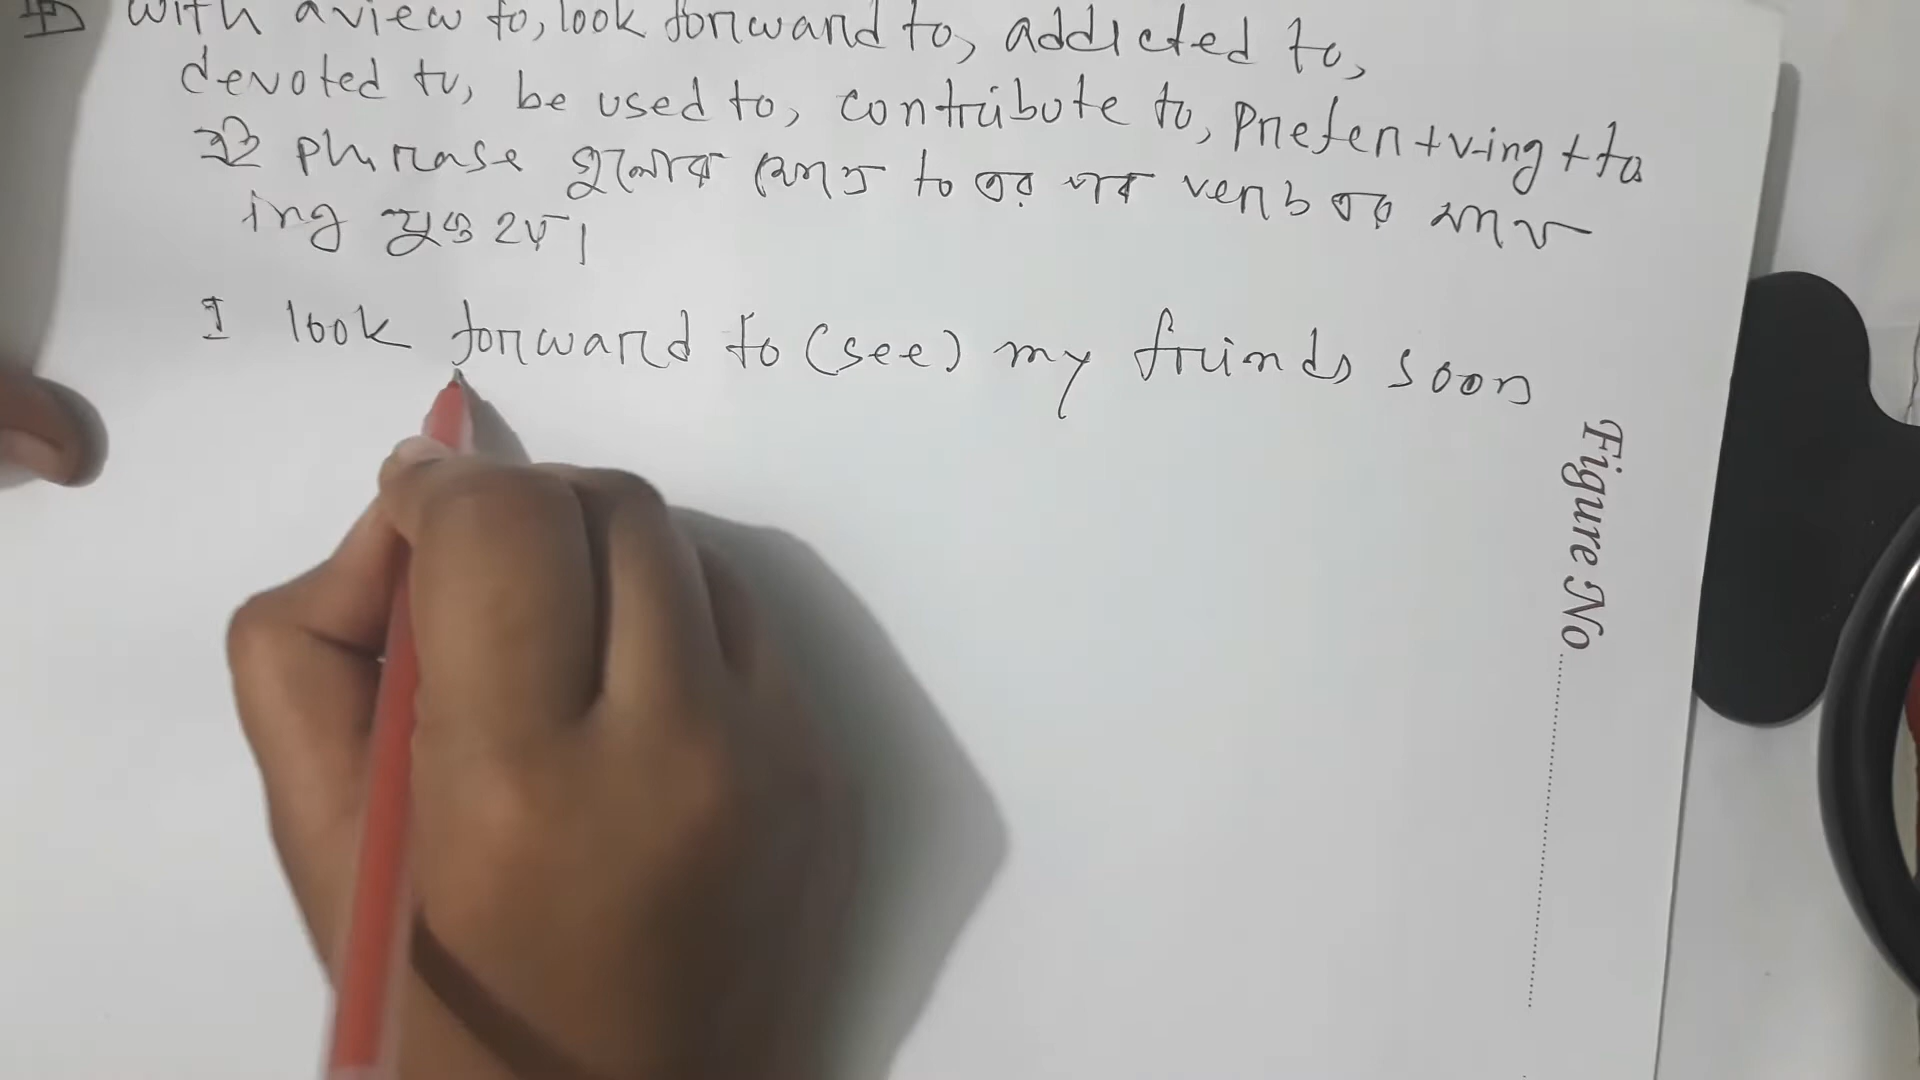 with a view to, look forward to, addicted to,
devoted to, be used to, contribute to, Prefer+v-ing+to
এই phrase গুলোর ক্ষেত্রে to এর পর verb এর সাথে
ing যুক্ত হয়।
I look forward to (see) my friends soon
Figure No